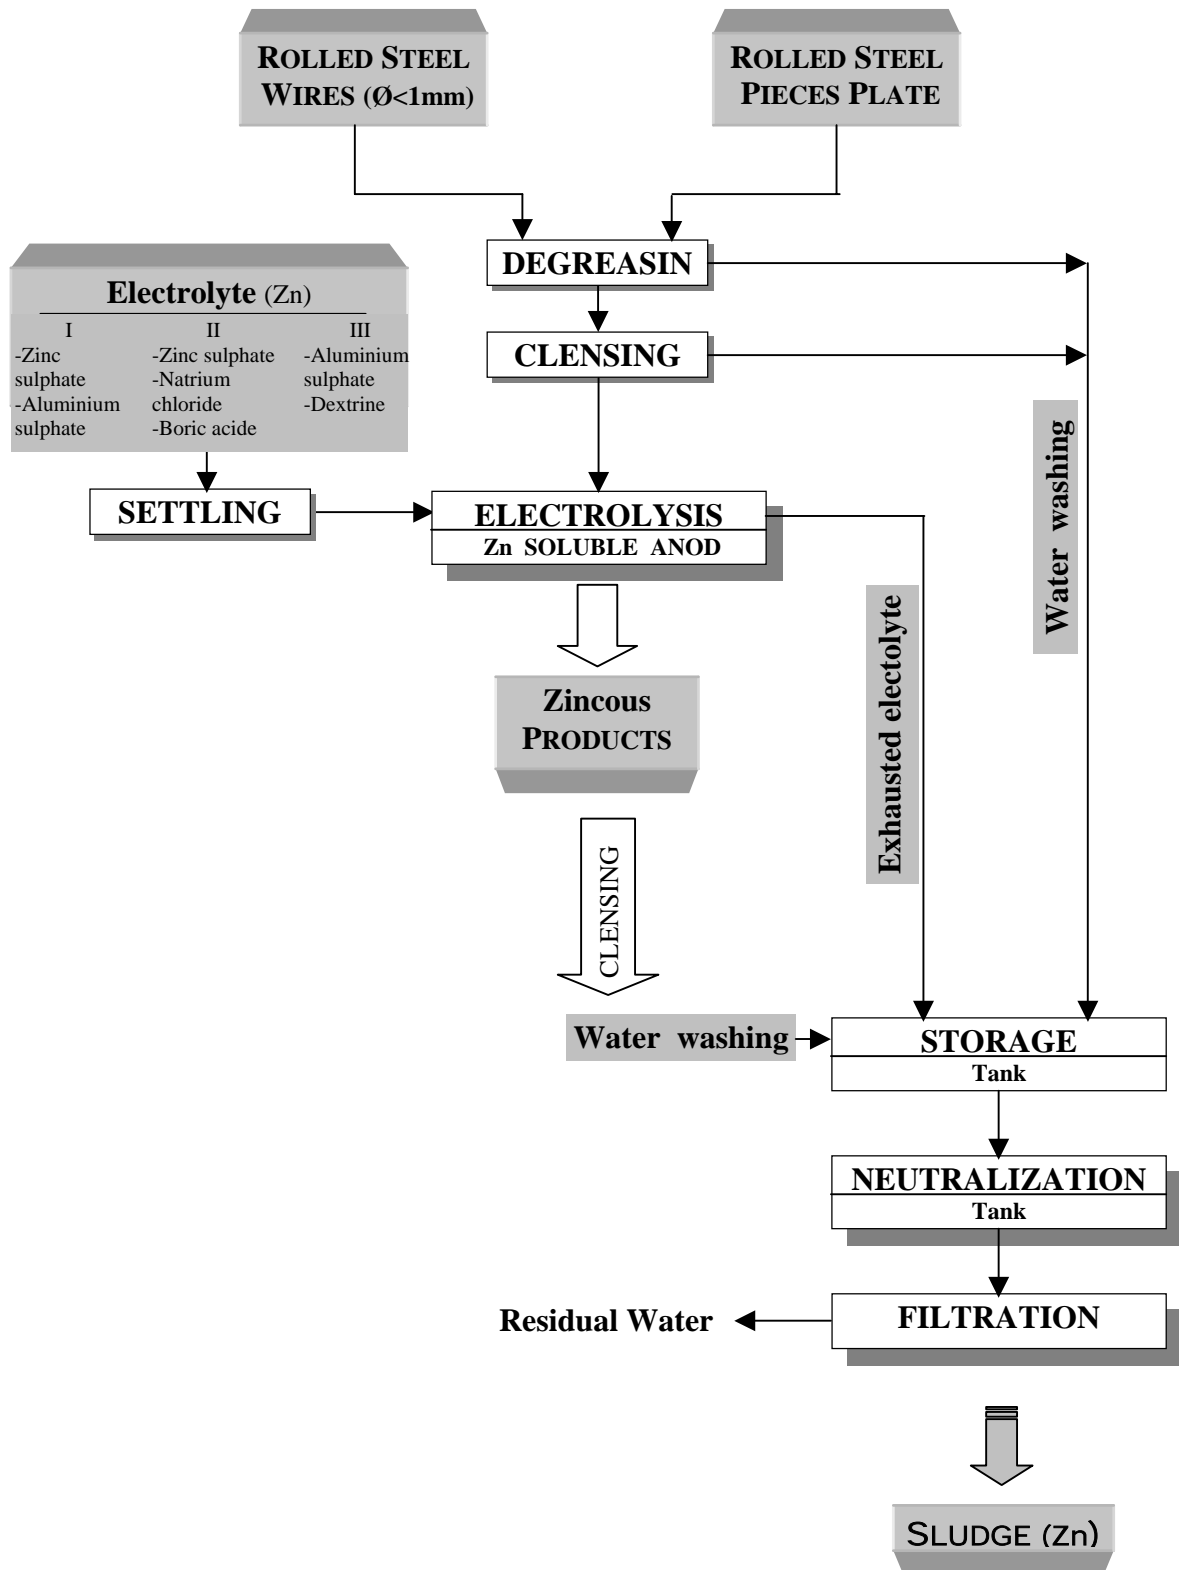 ROLLED STEEL
WIRES (Ø<1mm)
ROLLED STEEL
PIECES PLATE
DEGREASIN
Electrolyte (Zn)
I
II
III
-Zinc
sulphate
-Aluminium
sulphate
-Zinc sulphate
-Natrium
chloride
-Boric acide
-Aluminium
sulphate
-Dextrine
CLENSING
SETTLING
ELECTROLYSIS
Zn SOLUBLE ANOD
Water washing
Exhausted electolyte
Zincous
PRODUCTS
CLENSING
Water washing
STORAGE
Tank
NEUTRALIZATION
Tank
Residual Water
FILTRATION
SLUDGE (Zn)